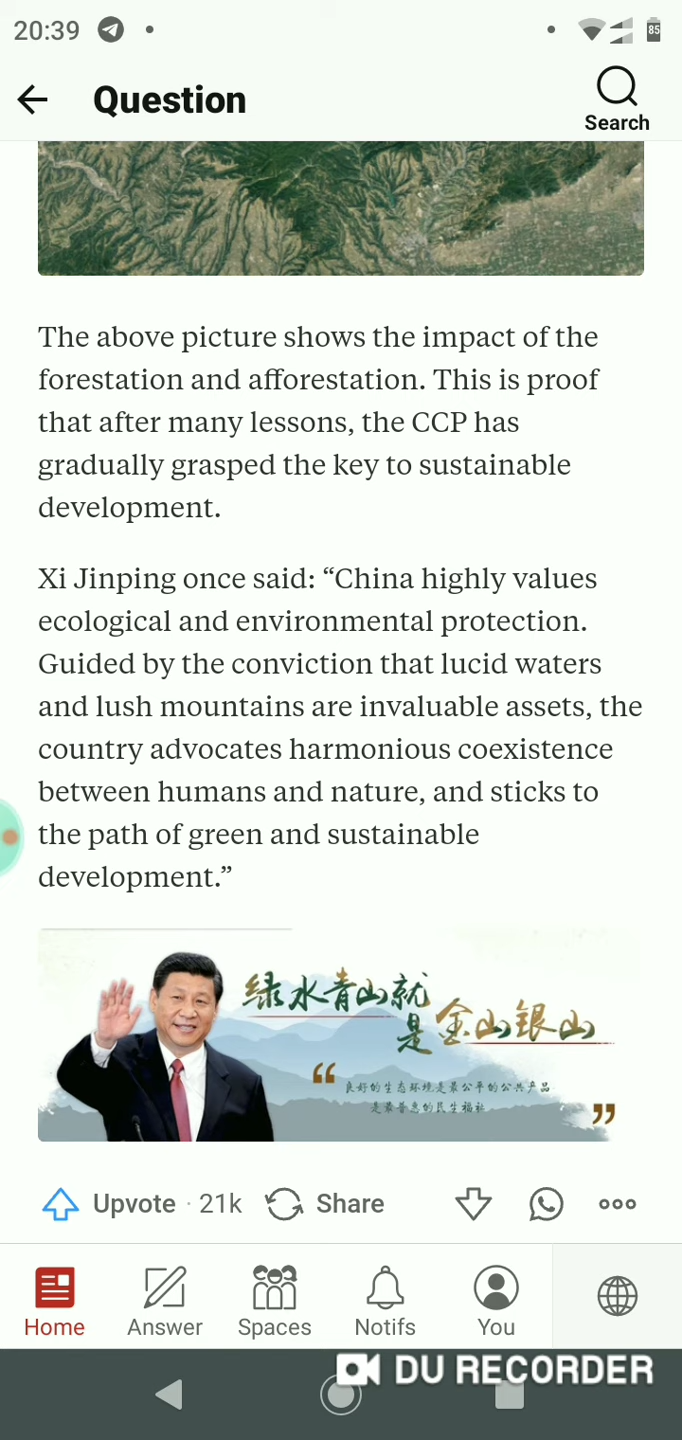 20:39
85
Question
Search
The above picture shows the impact of the
forestation and afforestation. This is proof
that after many lessons, the CCP has
gradually grasped the key to sustainable
development.
Xi Jinping once said: “China highly values
ecological and environmental protection.
Guided by the conviction that lucid waters
and lush mountains are invaluable assets, the
country advocates harmonious coexistence
between humans and nature, and sticks to
the path of green and sustainable
development.”
绿水青山就
是金山银山
“良好的生态环境是最公平的公共产品
是最普惠的民生福祉”
Upvote · 21k Share
Home Answer Spaces Notifs You
DU RECORDER